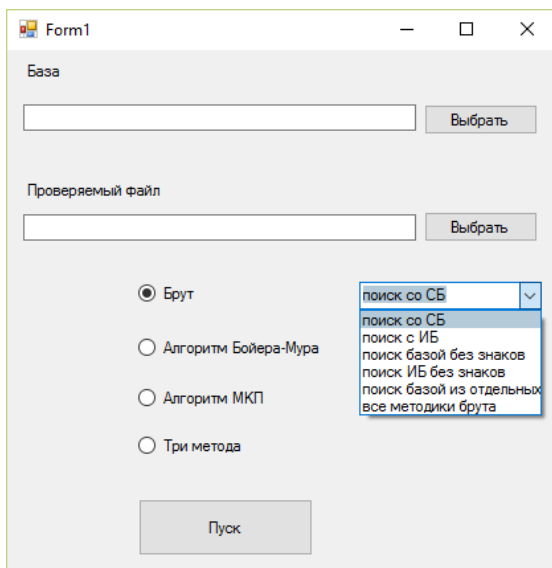 Form1
База
Выбрать
Проверяемый файл
Выбрать
Брут
поиск со СБ
поиск со СБ
поиск с ИБ
Алгоритм Бойера-Мура
поиск базой без знаков
поиск ИБ без знаков
поиск базой из отдельных
Алгоритм МКП
все методики брута
Три метода
Пуск